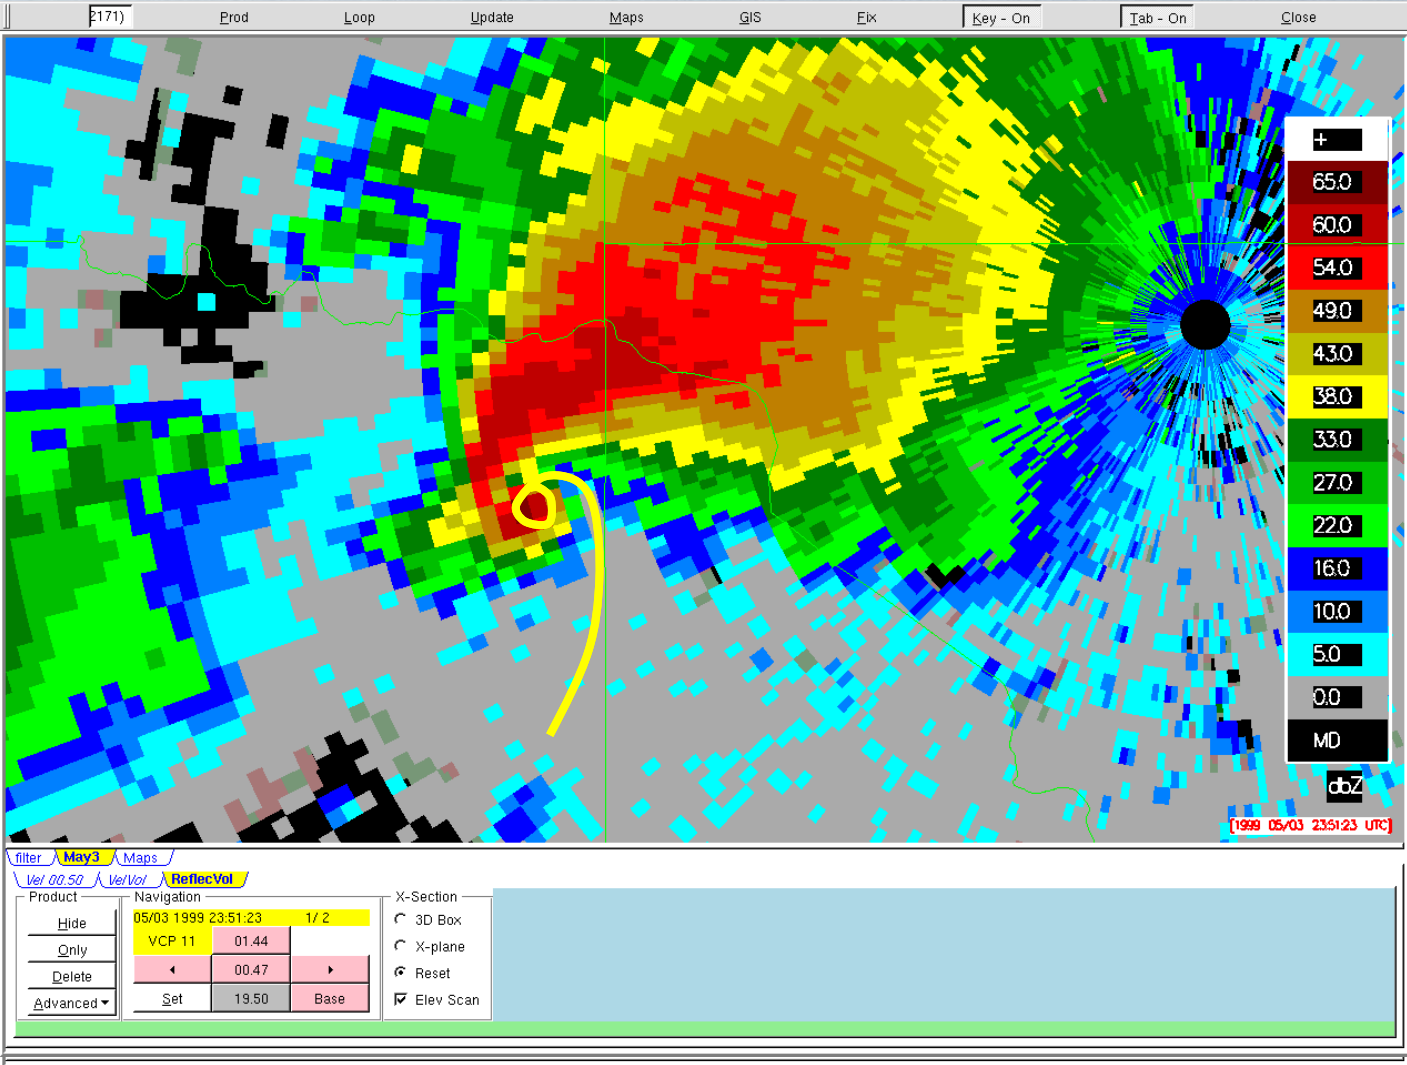 2171) Prod Loop Update Maps GIS Fix Key - On Tab - On Close
+
65.0
60.0
54.0
49.0
43.0
38.0
33.0
27.0
22.0
16.0
10.0
5.0
0.0
MD
dbZ
[1999 05/03 23:51:23 UTC]
filter May3 Maps
Vel 00.50 VelVol ReflecVol
Product Navigation X-Section
Hide 05/03 1999 23:51:23 1/ 2 3D Box
Only VCP 11 01.44 X-plane
Delete 00.47 Reset
Advanced Set 19.50 Base Elev Scan